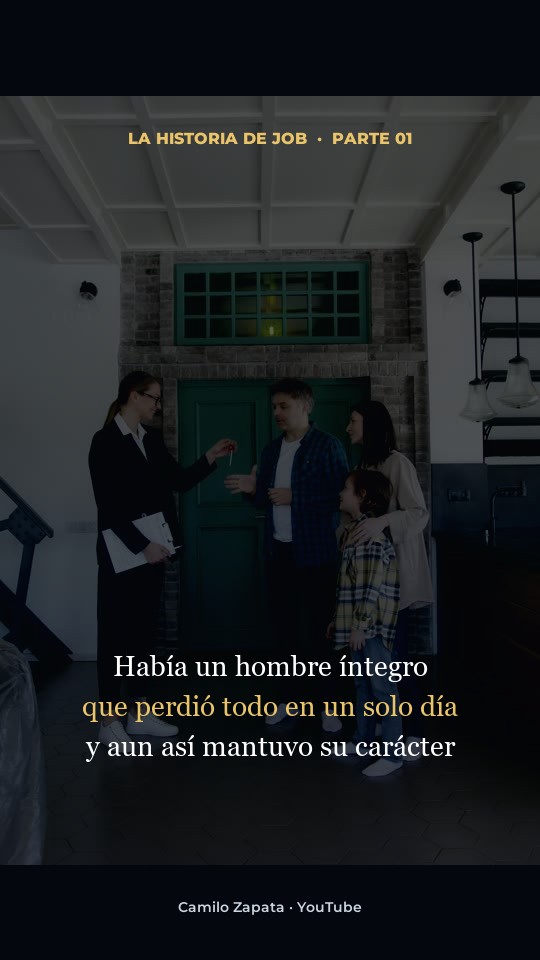 LA HISTORIA DE JOB · PARTE 01
Había un hombre íntegro
que perdió todo en un solo día
y aun así mantuvo su carácter
Camilo Zapata · YouTube